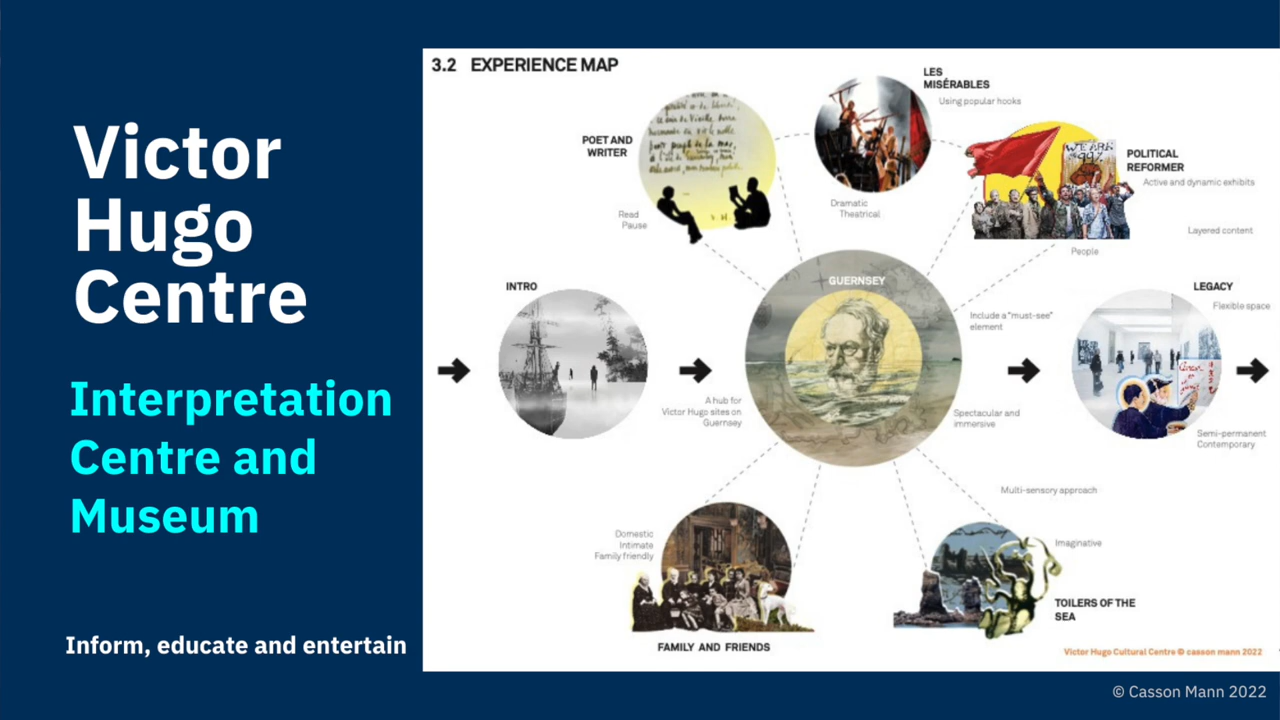 Victor
Hugo
Centre
Interpretation
Centre and
Museum
Inform, educate and entertain
3.2 EXPERIENCE MAP
POET AND
WRITER
Read
Pause
LES
MISÉRABLES
Using popular hooks
Dramatic
Theatrical
WE ARE
99%
POLITICAL
REFORMER
Active and dynamic exhibits
Layered content
People
INTRO
GUERNSEY
A hub for
Victor Hugo sites on
Guernsey
Include a "must-see"
element
Spectacular and
immersive
LEGACY
Flexible space
Semi-permanent
Contemporary
Multi-sensory approach
Domestic
Intimate
Family friendly
FAMILY AND FRIENDS
Imaginative
TOILERS OF THE
SEA
Victor Hugo Cultural Centre © casson mann 2022
© Casson Mann 2022